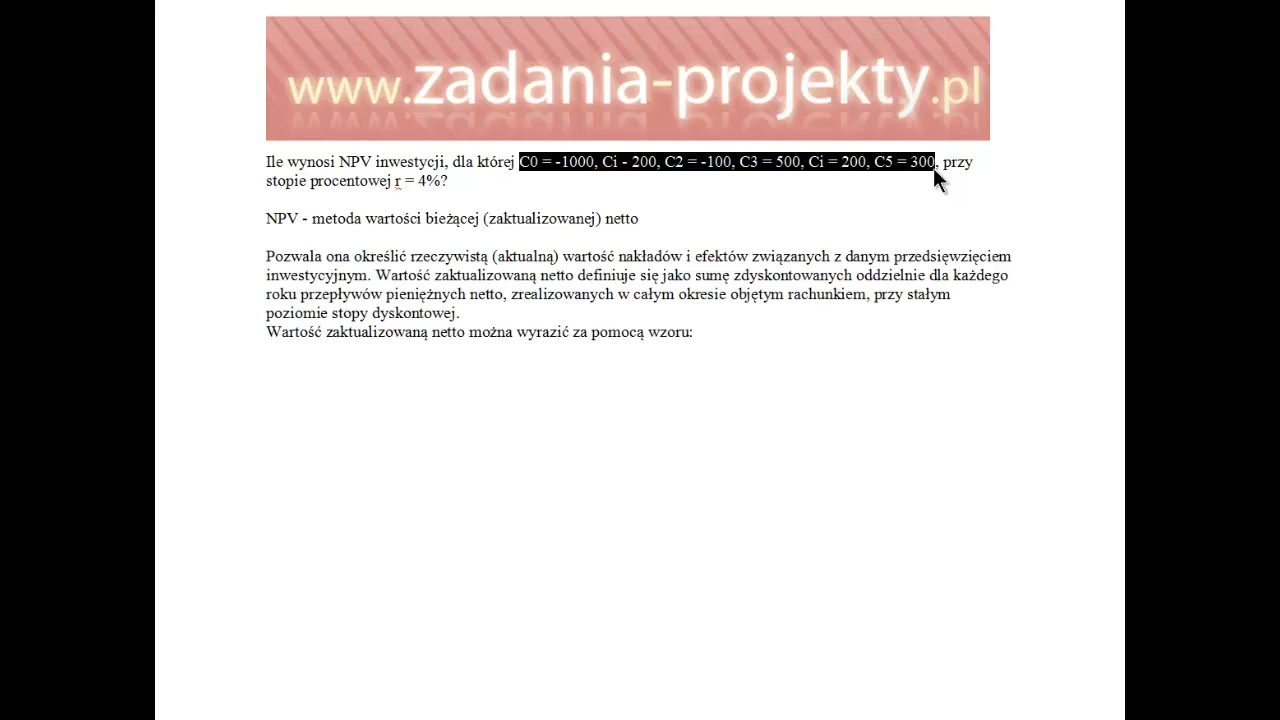 www.zadania-projekty.pl
Ile wynosi NPV inwestycji, dla której C0 = -1000, Ci - 200, C2 = -100, C3 = 500, Ci = 200, C5 = 300, przy
stopie procentowej r = 4%?
NPV - metoda wartości bieżącej (zaktualizowanej) netto
Pozwala ona określić rzeczywistą (aktualną) wartość nakładów i efektów związanych z danym przedsięwzięciem
inwestycyjnym. Wartość zaktualizowaną netto definiuje się jako sumę zdyskontowanych oddzielnie dla każdego
roku przepływów pieniężnych netto, zrealizowanych w całym okresie objętym rachunkiem, przy stałym
poziomie stopy dyskontowej.
Wartość zaktualizowaną netto można wyrazić za pomocą wzoru: